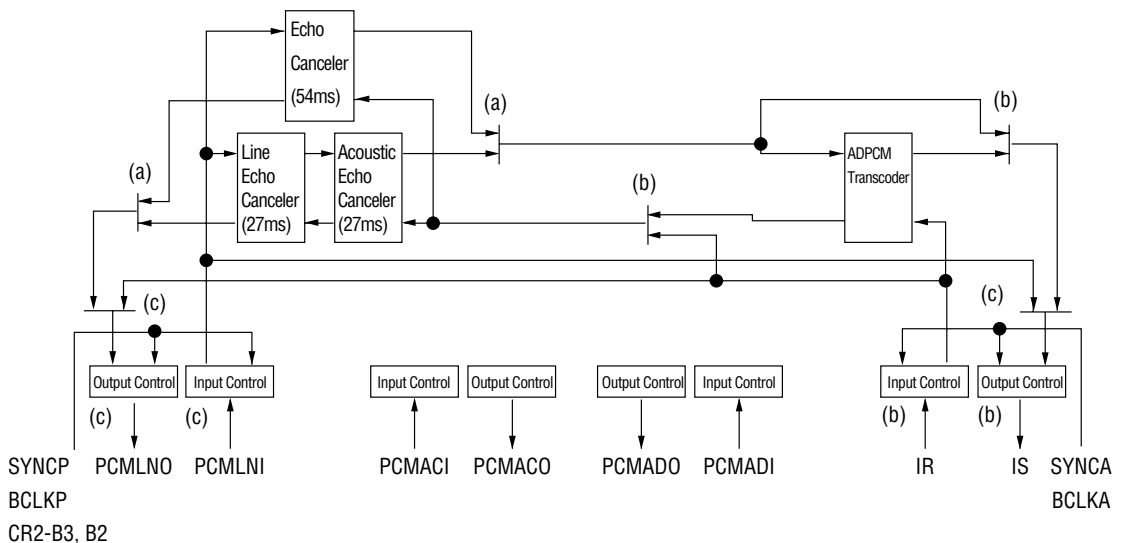 Echo
Canceler
(54ms)
(a)
(b)
Line
Echo
Canceler
(27ms)
Acoustic
Echo
Canceler
(27ms)
ADPCM
Transcoder
(a)
(b)
(c)
(c)
Output Control
Input Control
Input Control
Output Control
Output Control
Input Control
Input Control
Output Control
(c)
(c)
(b)
(b)
SYNCP
PCMLNO
PCMLNI
PCMACI
PCMACO
PCMADO
PCMADI
IR
IS
SYNCA
BCLKP
BCLKA
CR2-B3, B2